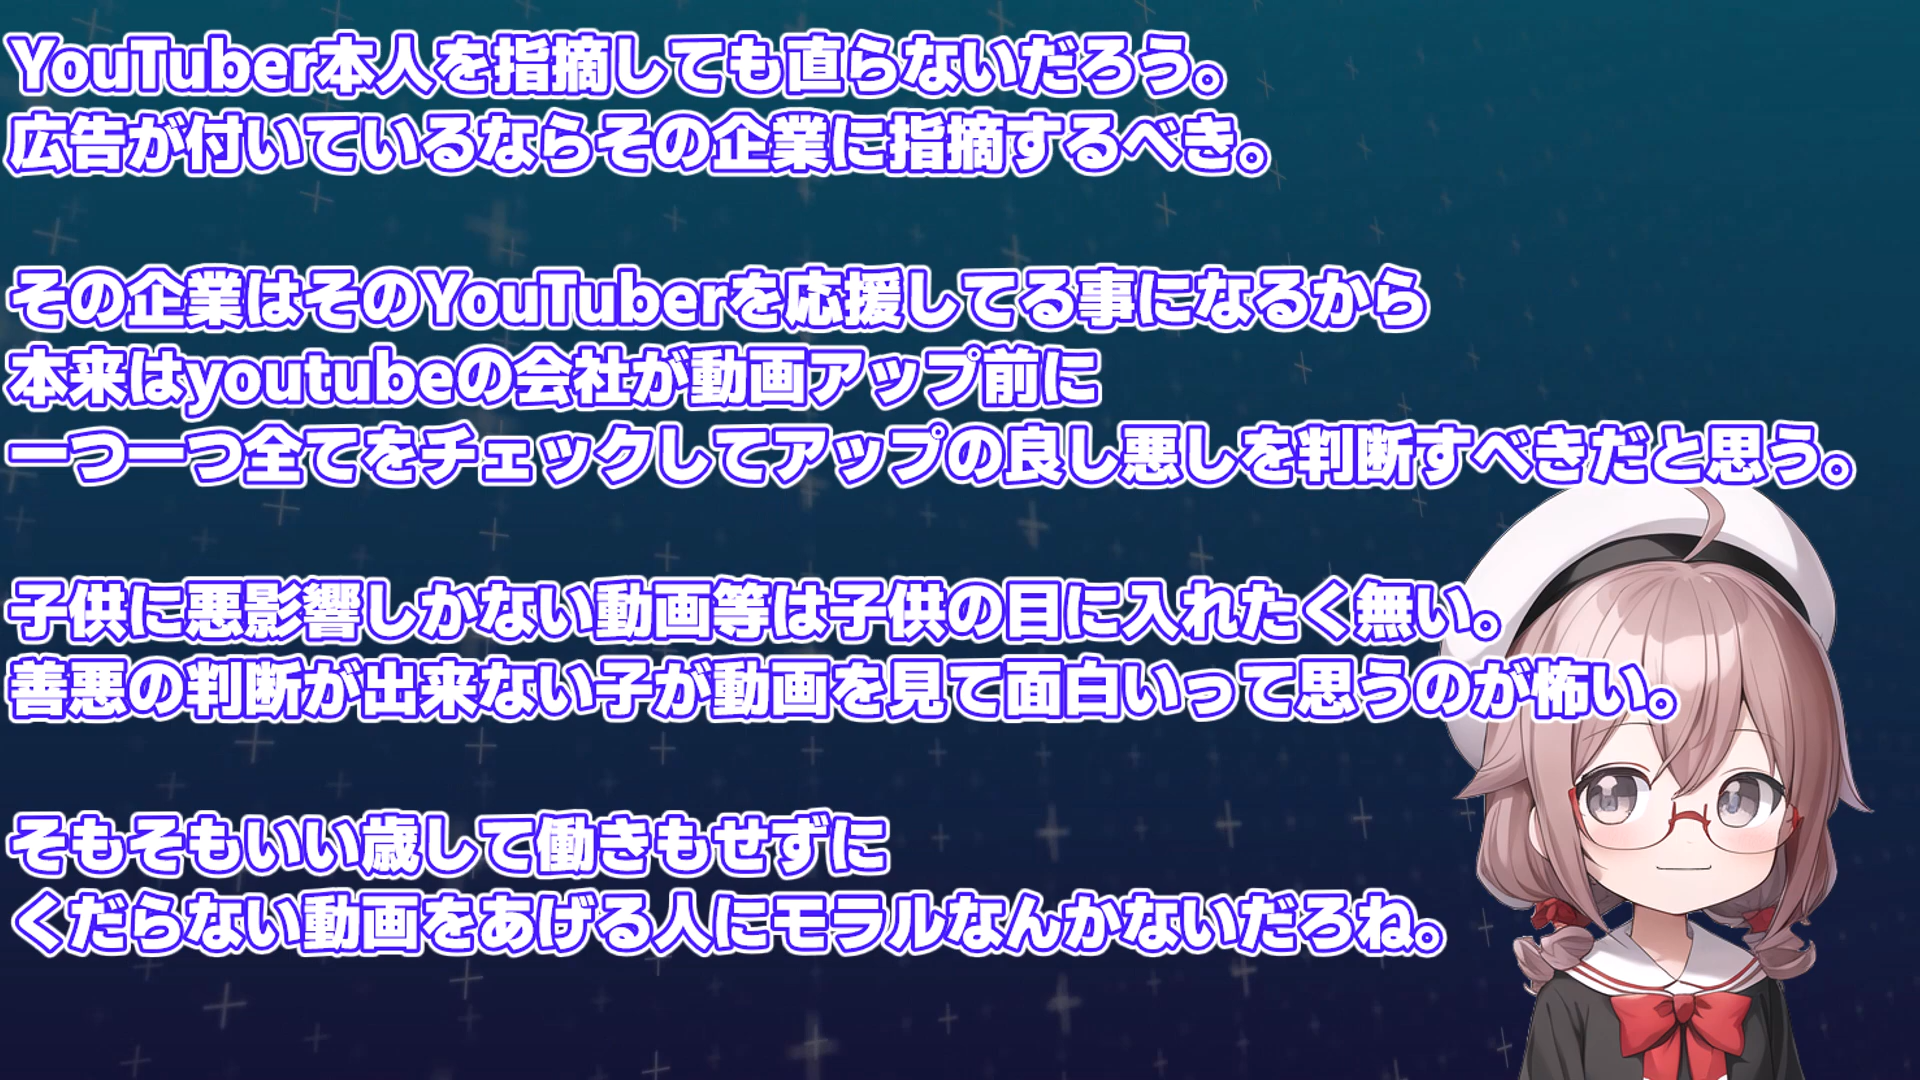 YouTuber本人を指摘しても直らないだろう。
広告が付いているならその企業に指摘するべき。
その企業はそのYouTuberを応援してる事になるから
本来はyoutubeの会社が動画アップ前に
一つ一つ全てをチェックしてアップの良し悪しを判断すべきだと思う。
子供に悪影響しかない動画等は子供の目に入れたく無い。
善悪の判断が出来ない子が動画を見て面白いって思うのが怖い。
そもそもいい歳して働きもせずに
くだらない動画をあげる人にモラルなんかないだろね。